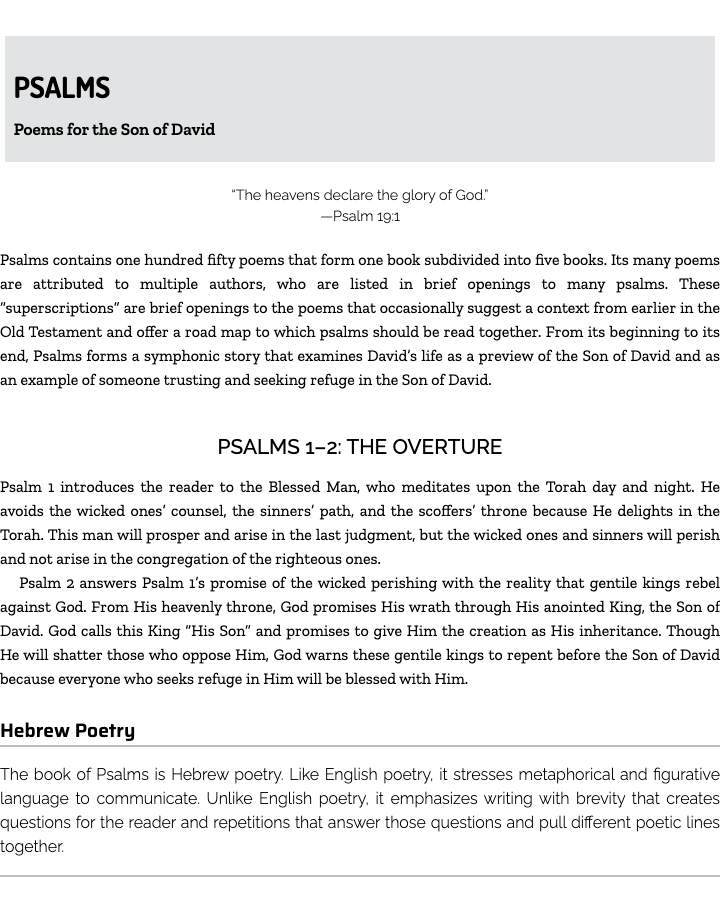 PSALMS
Poems for the Son of David
“The heavens declare the glory of God.”
—Psalm 19:1
Psalms contains one hundred fifty poems that form one book subdivided into five books. Its many poems
are attributed to multiple authors, who are listed in brief openings to many psalms. These
“superscriptions” are brief openings to the poems that occasionally suggest a context from earlier in the
Old Testament and offer a road map to which psalms should be read together. From its beginning to its
end, Psalms forms a symphonic story that examines David’s life as a preview of the Son of David and as
an example of someone trusting and seeking refuge in the Son of David.
PSALMS 1–2: THE OVERTURE
Psalm 1 introduces the reader to the Blessed Man, who meditates upon the Torah day and night. He
avoids the wicked ones’ counsel, the sinners’ path, and the scoffers’ throne because He delights in the
Torah. This man will prosper and arise in the last judgment, but the wicked ones and sinners will perish
and not arise in the congregation of the righteous ones.
Psalm 2 answers Psalm 1’s promise of the wicked perishing with the reality that gentile kings rebel
against God. From His heavenly throne, God promises His wrath through His anointed King, the Son of
David. God calls this King “His Son” and promises to give Him the creation as His inheritance. Though
He will shatter those who oppose Him, God warns these gentile kings to repent before the Son of David
because everyone who seeks refuge in Him will be blessed with Him.
Hebrew Poetry
The book of Psalms is Hebrew poetry. Like English poetry, it stresses metaphorical and figurative
language to communicate. Unlike English poetry, it emphasizes writing with brevity that creates
questions for the reader and repetitions that answer those questions and pull different poetic lines
together.